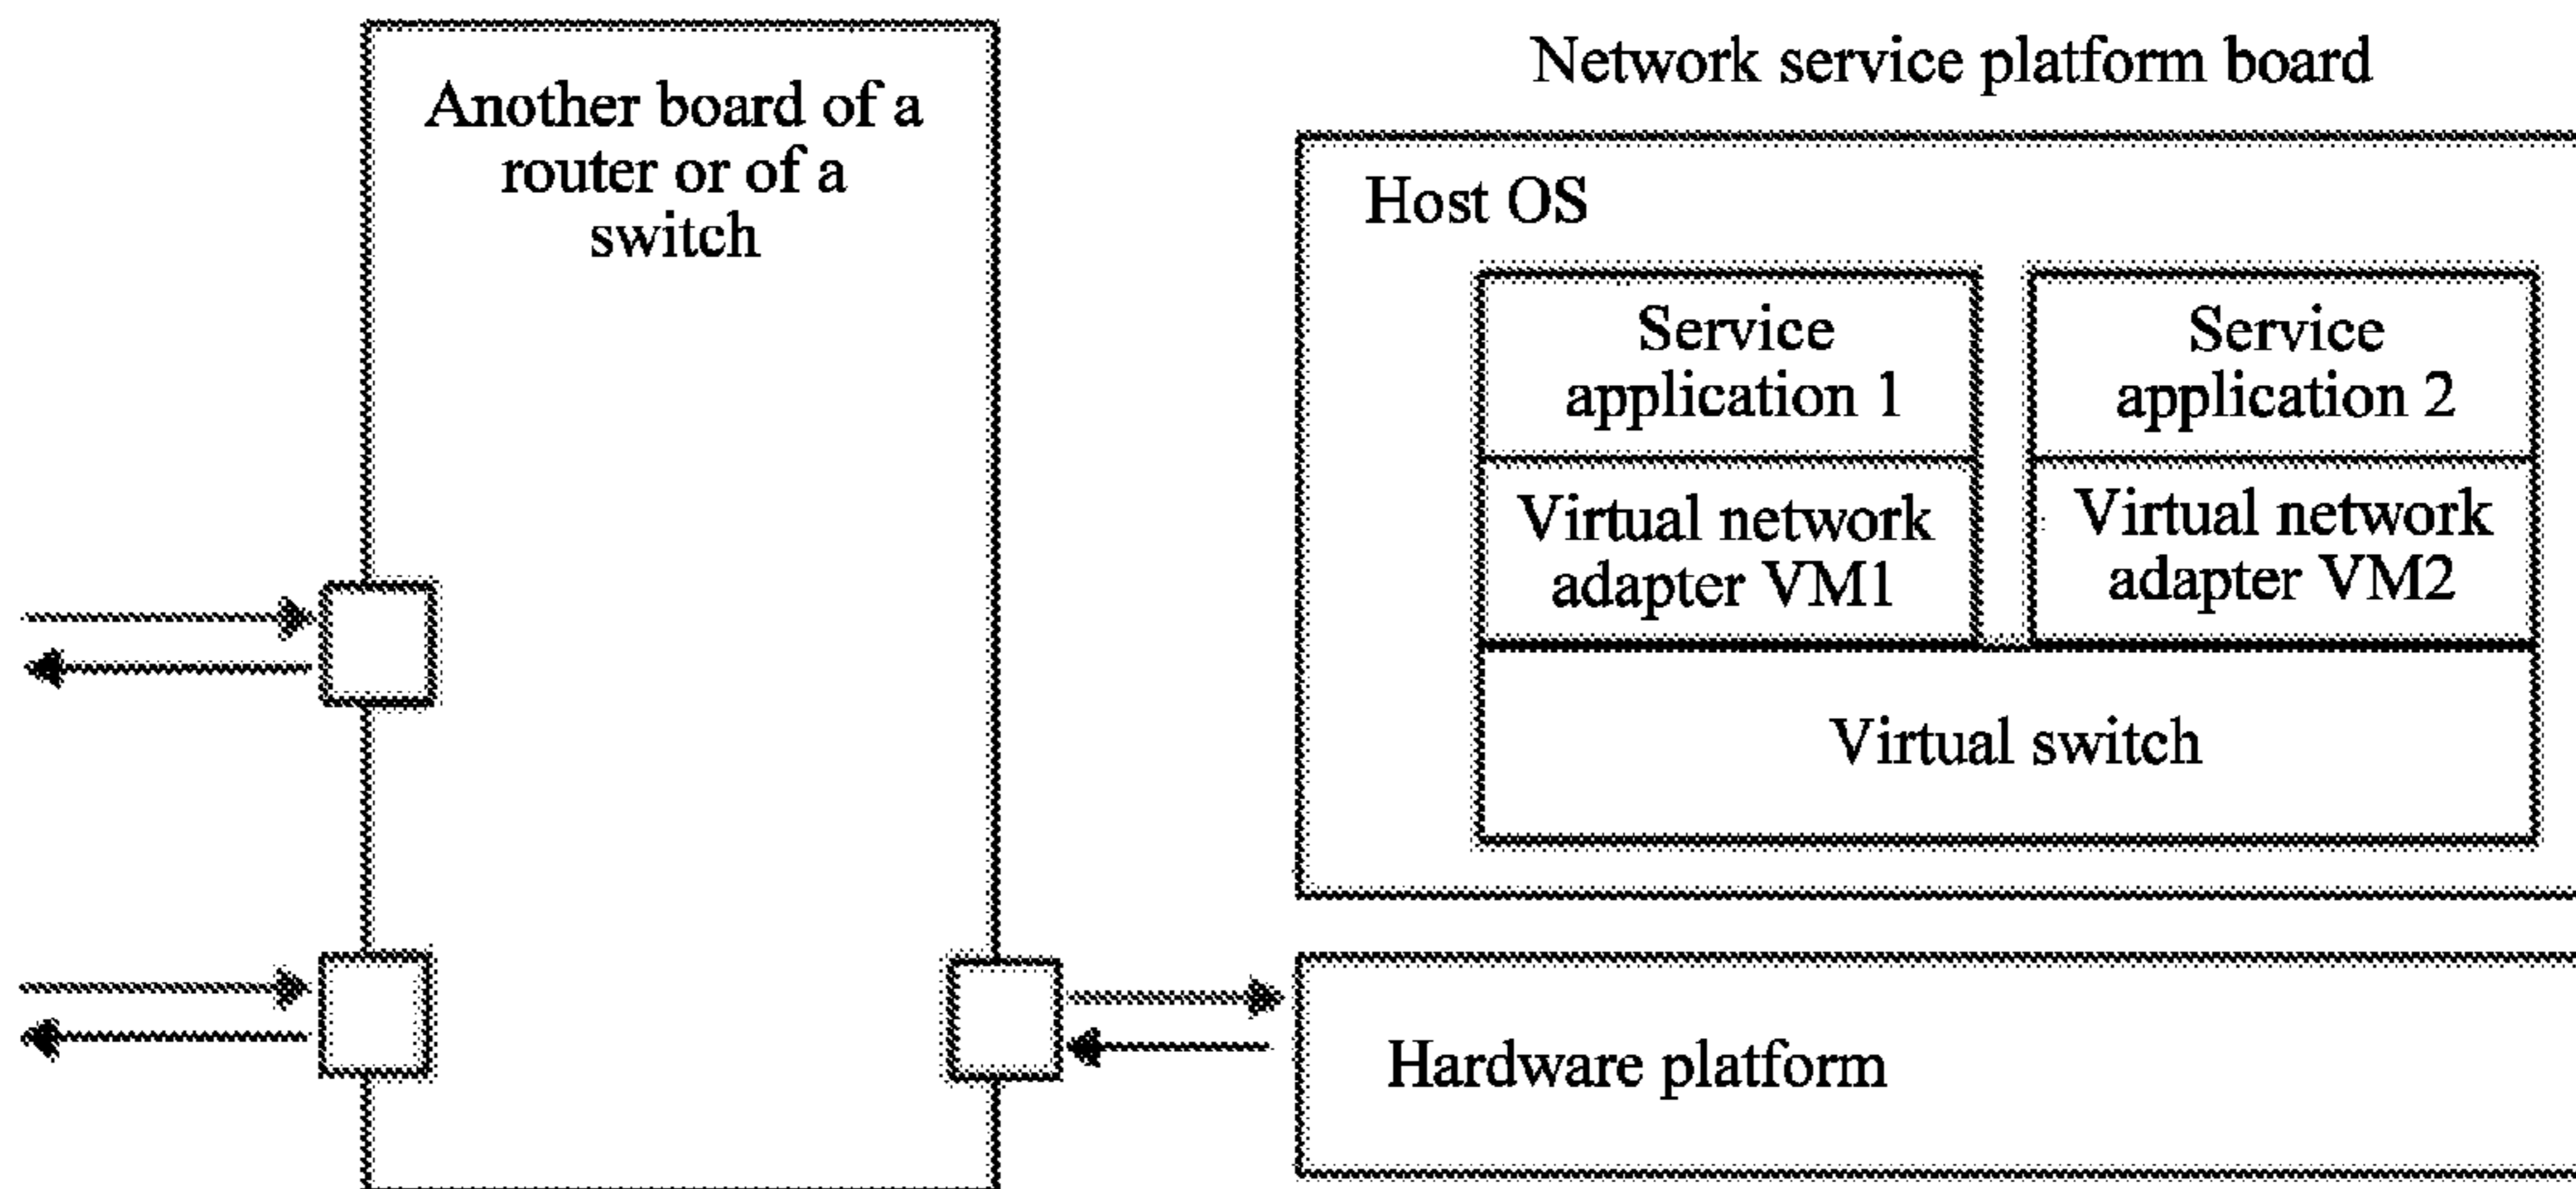 Another board of a
router or of a
switch
Network service platform board
Host OS
Service
application 1
Service
application 2
Virtual network
adapter VM1
Virtual network
adapter VM2
Virtual switch
Hardware platform